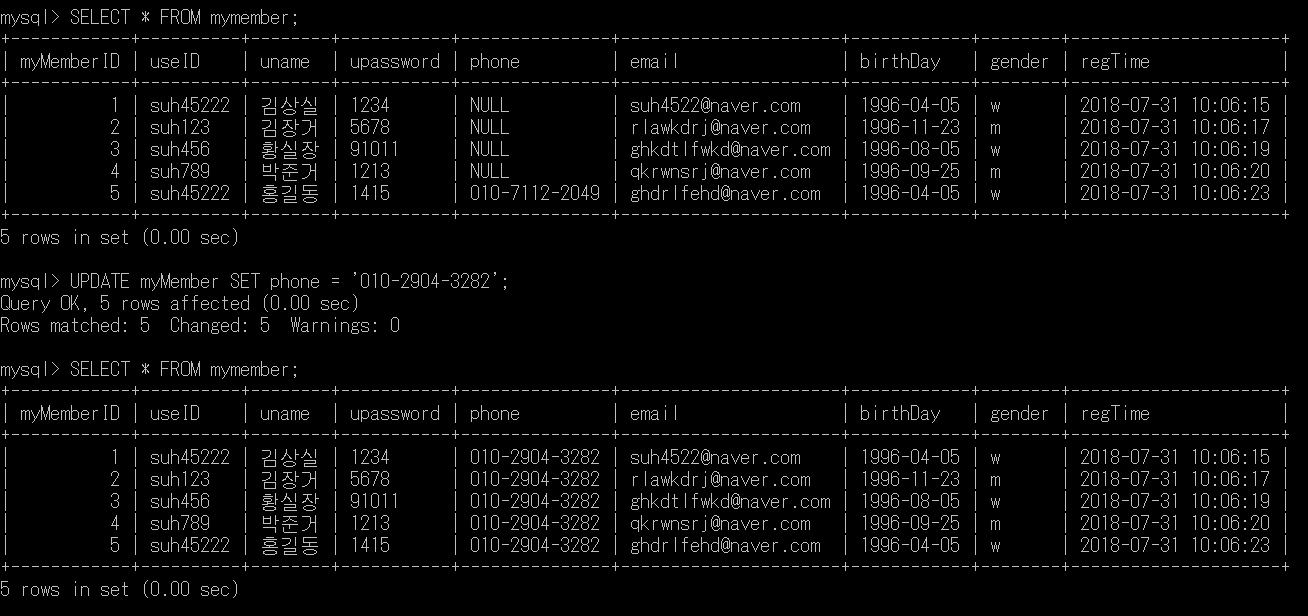 mysql> SELECT * FROM mymember;
+------------+----------+--------+-----------+---------------+----------------------+------------+--------+---------------------+
| myMemberID | useID    | uname  | upassword | phone         | email                | birthDay   | gender | regTime             |
+------------+----------+--------+-----------+---------------+----------------------+------------+--------+---------------------+
|          1 | suh45222 | 김상실 | 1234      | NULL          | suh4522@naver.com    | 1996-04-05 | w      | 2018-07-31 10:06:15 |
|          2 | suh123   | 김장거 | 5678      | NULL          | rlawkdrj@naver.com   | 1996-11-23 | m      | 2018-07-31 10:06:17 |
|          3 | suh456   | 황실장 | 91011     | NULL          | ghkdtlfwkd@naver.com | 1996-08-05 | w      | 2018-07-31 10:06:19 |
|          4 | suh789   | 박준거 | 1213      | NULL          | qkrwnsrj@naver.com   | 1996-09-25 | m      | 2018-07-31 10:06:20 |
|          5 | suh45222 | 홍길동 | 1415      | 010-7112-2049 | ghdrlfehd@naver.com  | 1996-04-05 | w      | 2018-07-31 10:06:23 |
+------------+----------+--------+-----------+---------------+----------------------+------------+--------+---------------------+
5 rows in set (0.00 sec)

mysql> UPDATE myMember SET phone = '010-2904-3282';
Query OK, 5 rows affected (0.00 sec)
Rows matched: 5  Changed: 5  Warnings: 0

mysql> SELECT * FROM mymember;
+------------+----------+--------+-----------+---------------+----------------------+------------+--------+---------------------+
| myMemberID | useID    | uname  | upassword | phone         | email                | birthDay   | gender | regTime             |
+------------+----------+--------+-----------+---------------+----------------------+------------+--------+---------------------+
|          1 | suh45222 | 김상실 | 1234      | 010-2904-3282 | suh4522@naver.com    | 1996-04-05 | w      | 2018-07-31 10:06:15 |
|          2 | suh123   | 김장거 | 5678      | 010-2904-3282 | rlawkdrj@naver.com   | 1996-11-23 | m      | 2018-07-31 10:06:17 |
|          3 | suh456   | 황실장 | 91011     | 010-2904-3282 | ghkdtlfwkd@naver.com | 1996-08-05 | w      | 2018-07-31 10:06:19 |
|          4 | suh789   | 박준거 | 1213      | 010-2904-3282 | qkrwnsrj@naver.com   | 1996-09-25 | m      | 2018-07-31 10:06:20 |
|          5 | suh45222 | 홍길동 | 1415      | 010-2904-3282 | ghdrlfehd@naver.com  | 1996-04-05 | w      | 2018-07-31 10:06:23 |
+------------+----------+--------+-----------+---------------+----------------------+------------+--------+---------------------+
5 rows in set (0.00 sec)